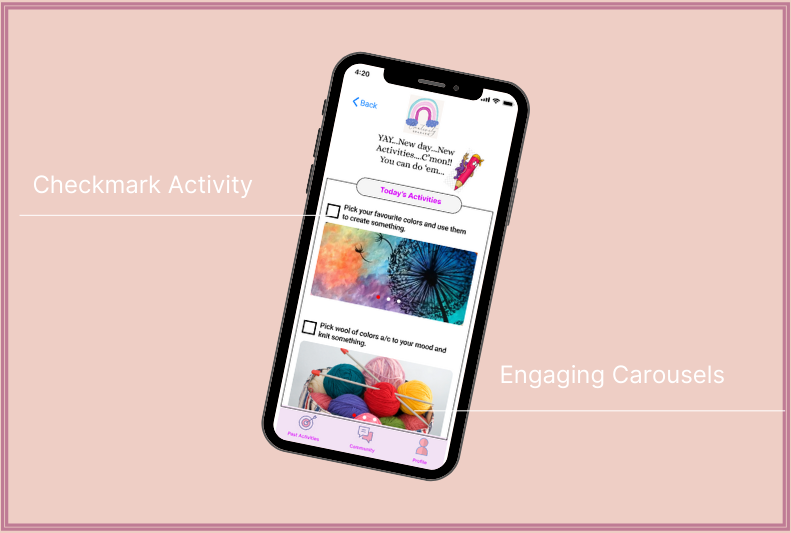 4:20
Back
YAY...New day...New
Activities....C'mon!!
You can do 'em...
Today's Activities
Checkmark Activity
Pick your favourite colors and use them
to create something.
Pick wool of colors a/c to your mood and
knit something.
Engaging Carousels
Past Activities
Community
Profile